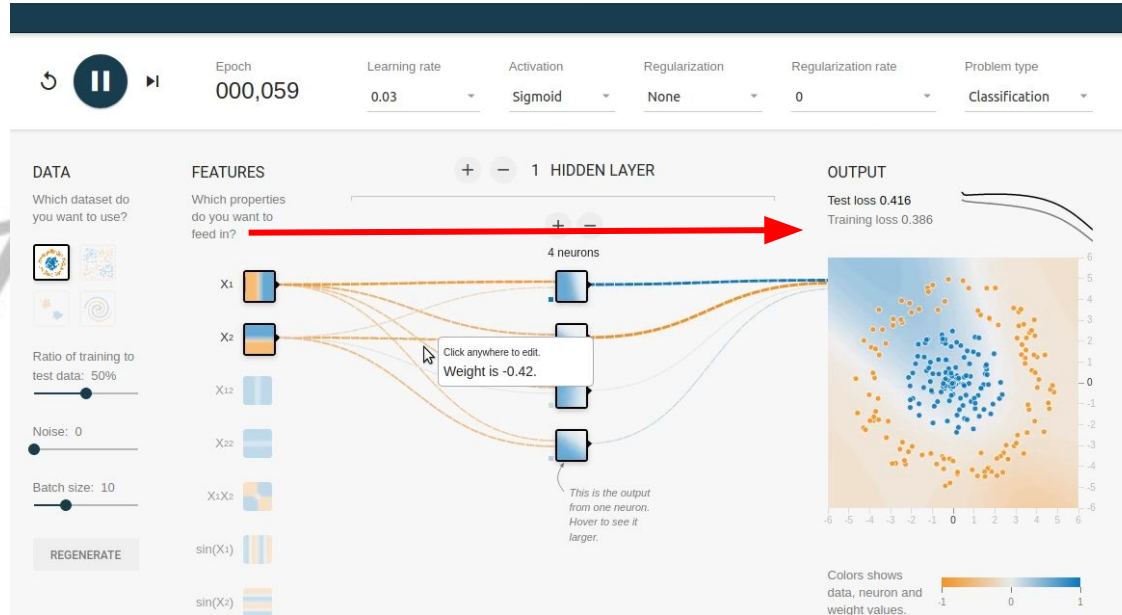 Epoch
000,059
Learning rate
0.03
Activation
Sigmoid
Regularization
None
Regularization rate
0
Problem type
Classification
DATA
Which dataset do
you want to use?
Ratio of training to
test data: 50%
Noise: 0
Batch size: 10
REGENERATE
FEATURES
Which properties
do you want to
feed in?
X1
X2
X12
X22
X1X2
sin(X1)
sin(X2)
+ − 1 HIDDEN LAYER
+ −
4 neurons
Click anywhere to edit.
Weight is -0.42.
This is the output
from one neuron.
Hover to see it
larger.
OUTPUT
Test loss 0.416
Training loss 0.386
6
5
4
3
2
1
0
-1
-2
-3
-4
-5
-6
-6 -5 -4 -3 -2 -1 0 1 2 3 4 5 6
Colors shows
data, neuron and
weight values.
-1 0 1